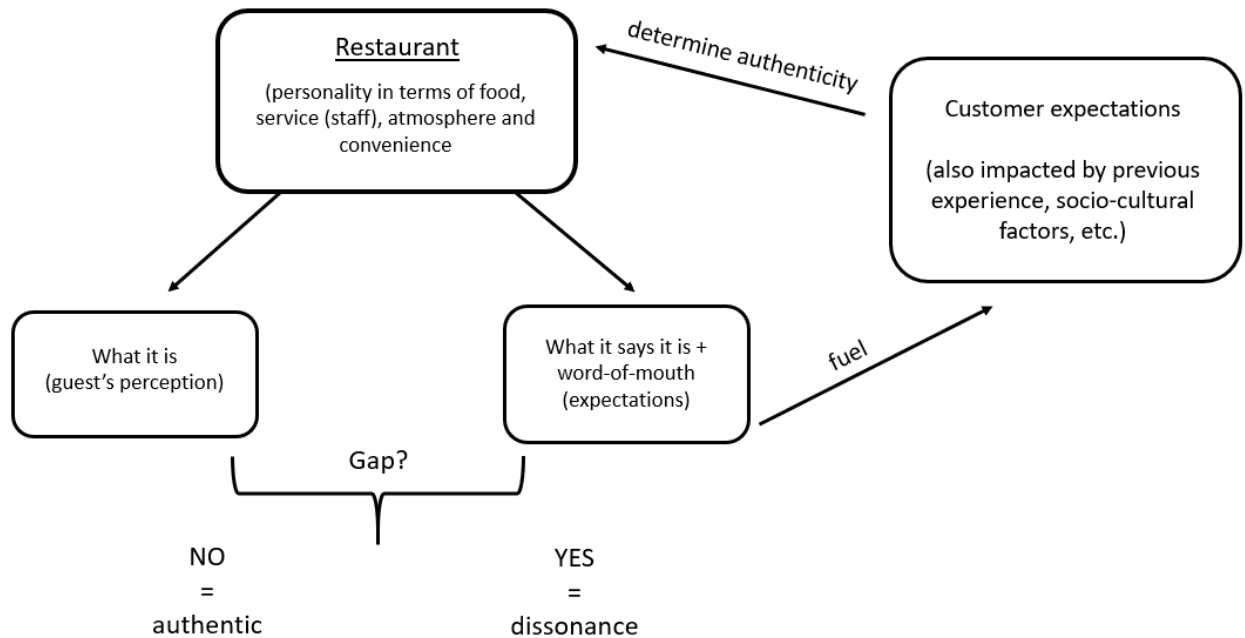 Restaurant
(personality in terms of food,
service (staff), atmosphere and
convenience
determine authenticity
Customer expectations
(also impacted by previous
experience, socio-cultural
factors, etc.)
What it is
(guest’s perception)
What it says it is +
word-of-mouth
(expectations)
fuel
Gap?
NO
=
authentic
YES
=
dissonance